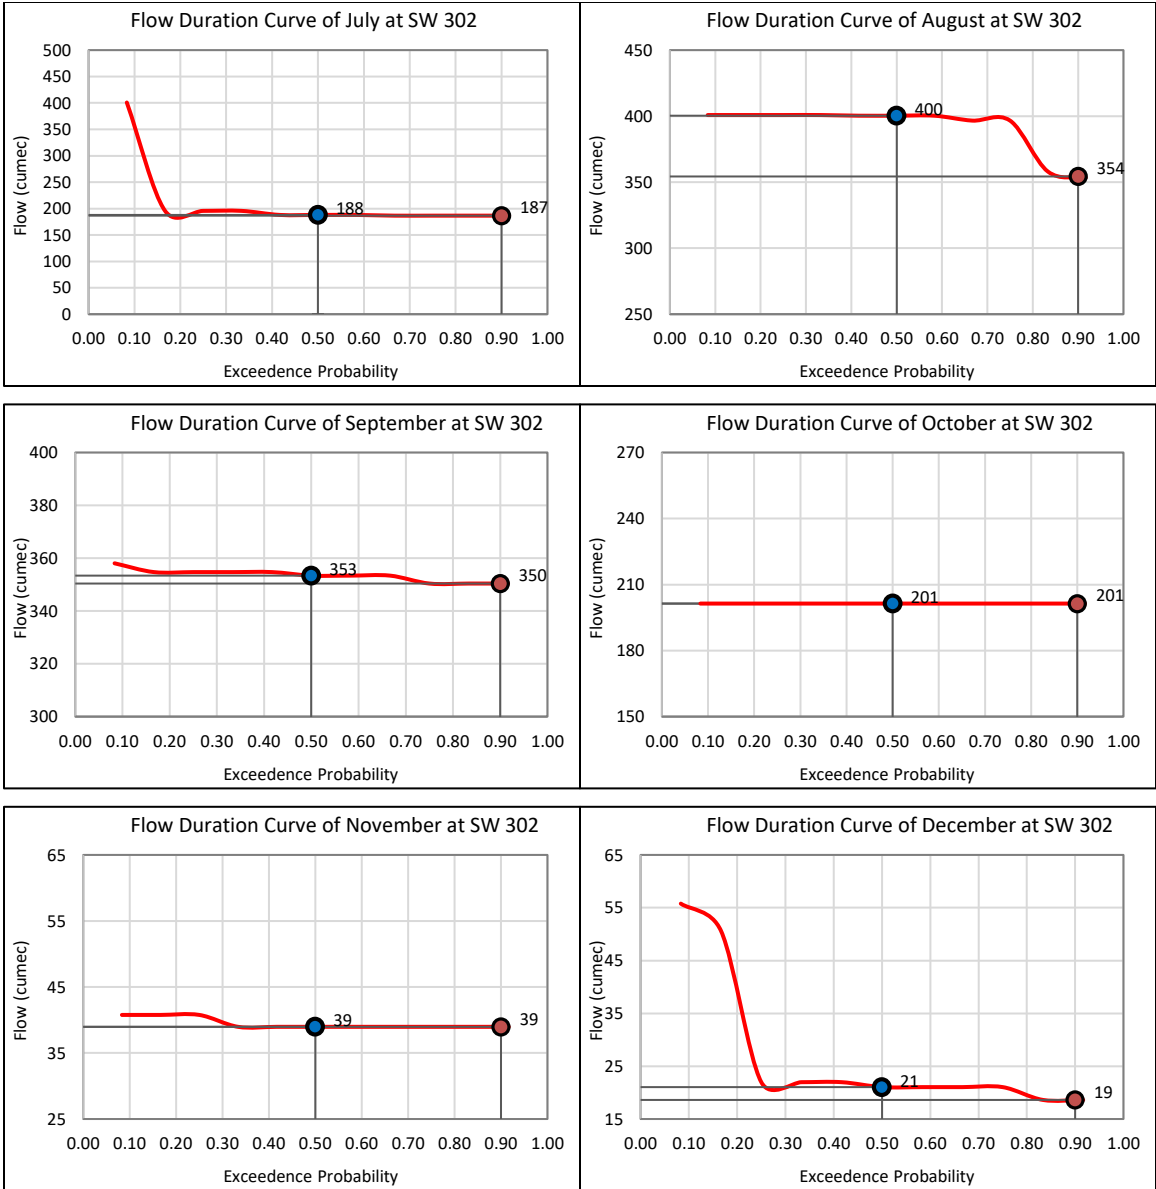 Flow Duration Curve of July at SW 302
500
450
400
350
300
250
200
150
100
50
0
Flow (cumec)
188
187
0.00 0.10 0.20 0.30 0.40 0.50 0.60 0.70 0.80 0.90 1.00
Exceedence Probability
Flow Duration Curve of August at SW 302
450
400
350
300
250
Flow (cumec)
400
354
0.00 0.10 0.20 0.30 0.40 0.50 0.60 0.70 0.80 0.90 1.00
Exceedence Probability
Flow Duration Curve of September at SW 302
400
380
360
340
320
300
Flow (cumec)
353
350
0.00 0.10 0.20 0.30 0.40 0.50 0.60 0.70 0.80 0.90 1.00
Exceedence Probability
Flow Duration Curve of October at SW 302
270
240
210
180
150
Flow (cumec)
201
201
0.00 0.10 0.20 0.30 0.40 0.50 0.60 0.70 0.80 0.90 1.00
Exceedence Probability
Flow Duration Curve of November at SW 302
65
55
45
35
25
Flow (cumec)
39
39
0.00 0.10 0.20 0.30 0.40 0.50 0.60 0.70 0.80 0.90 1.00
Exceedence Probability
Flow Duration Curve of December at SW 302
65
55
45
35
25
15
Flow (cumec)
21
19
0.00 0.10 0.20 0.30 0.40 0.50 0.60 0.70 0.80 0.90 1.00
Exceedence Probability